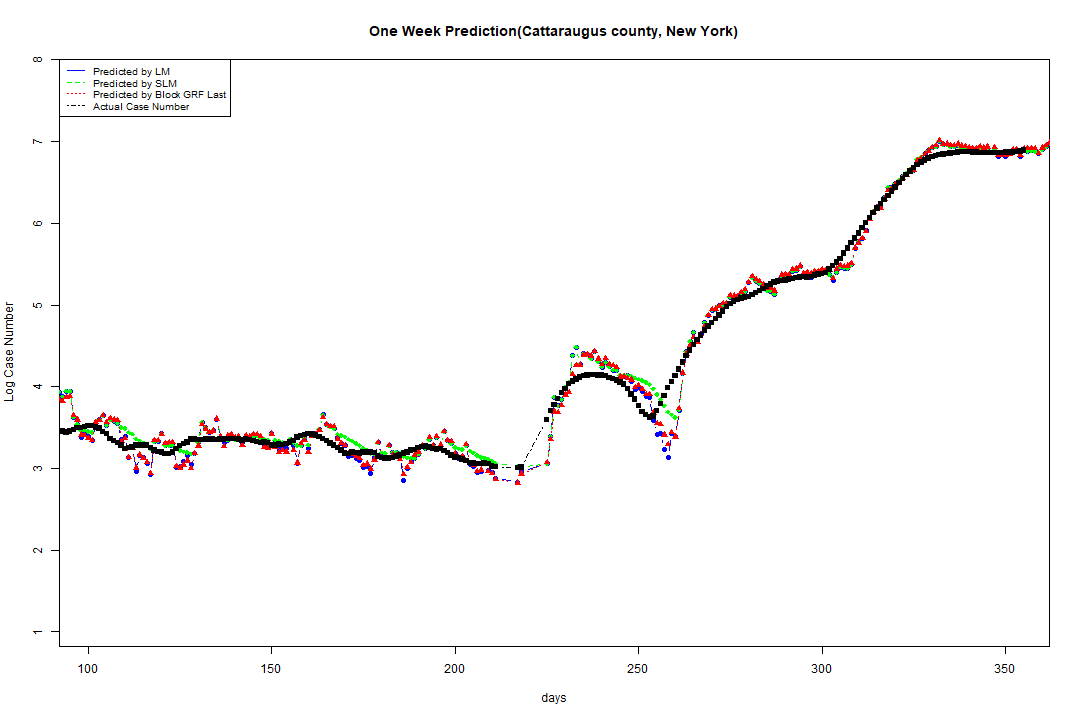 One Week Prediction(Cattaraugus county, New York)
Predicted by LM
Predicted by SLM
Predicted by Block GRF Last
Actual Case Number
8
7
6
5
4
3
2
1
Log Case Number
100 150 200 250 300 350
days